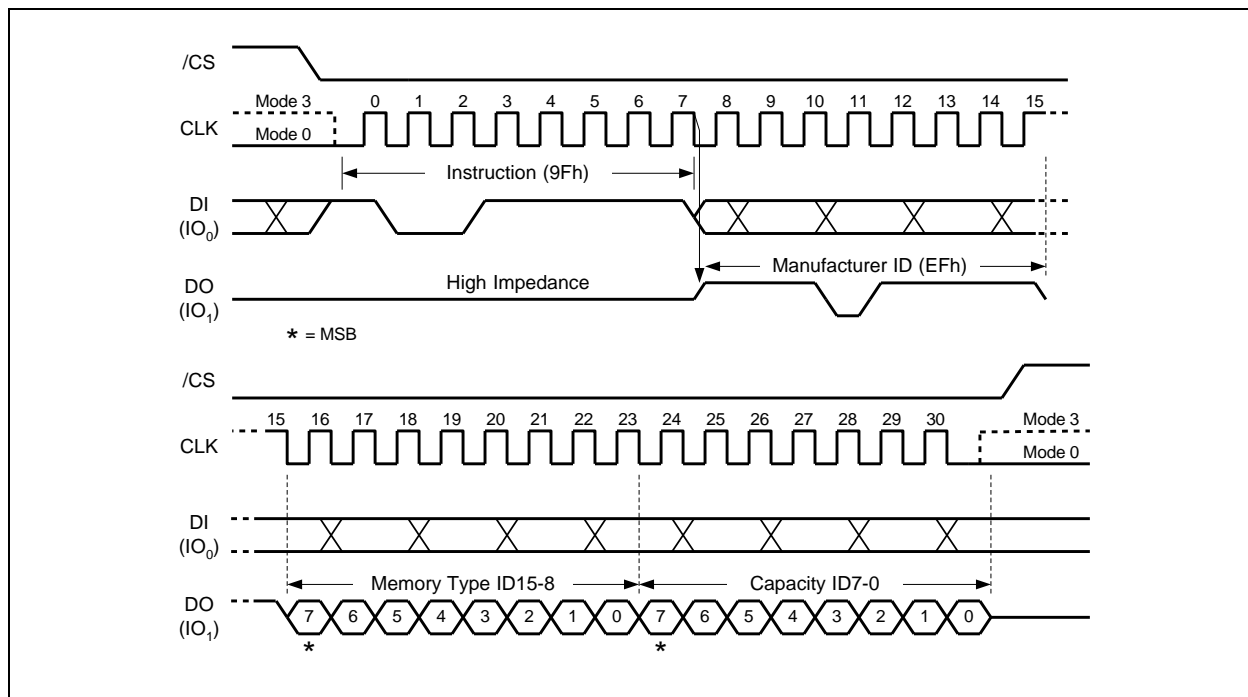 /CS
Mode 3
0 1 2 3 4 5 6 7 8 9 10 11 12 13 14 15
CLK
Mode 0
Instruction (9Fh)
DI
(IO0)
Manufacturer ID (EFh)
DO
(IO1)
High Impedance
* = MSB
/CS
15 16 17 18 19 20 21 22 23 24 25 26 27 28 29 30
Mode 3
CLK
Mode 0
DI
(IO0)
Memory Type ID15-8
Capacity ID7-0
DO
(IO1)
7 6 5 4 3 2 1 0 7 6 5 4 3 2 1 0
* *